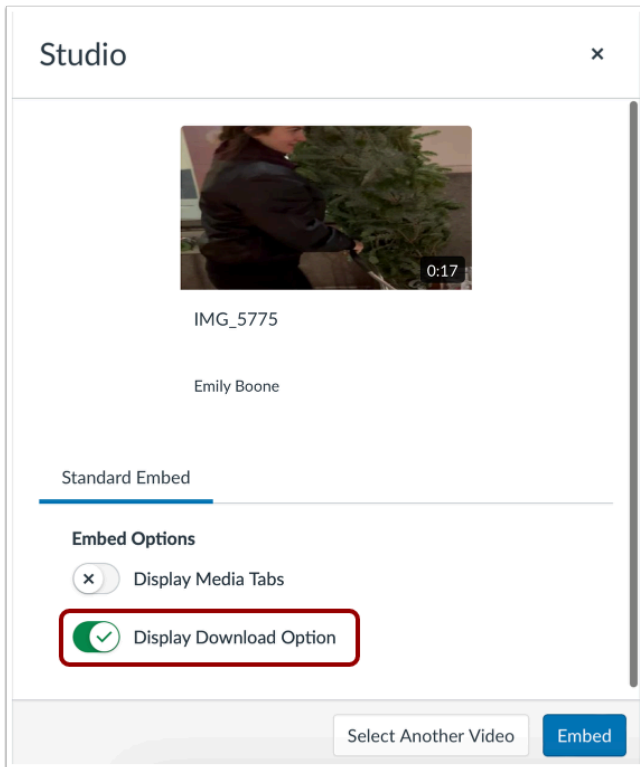 Studio
0:17
IMG_5775
Emily Boone
Standard Embed
Embed Options
Display Media Tabs
Display Download Option
Select Another Video
Embed